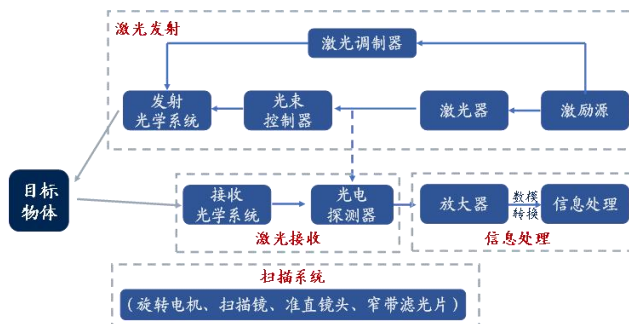 激光发射
激光调制器
发射
光学系统
光束
控制器
激光器
激励源
目标
物体
接收
光学系统
光电
探测器
激光接收
放大器
数模
转换
信息处理
信息处理
扫描系统
(旋转电机、扫描镜、准直镜头、窄带滤光片)